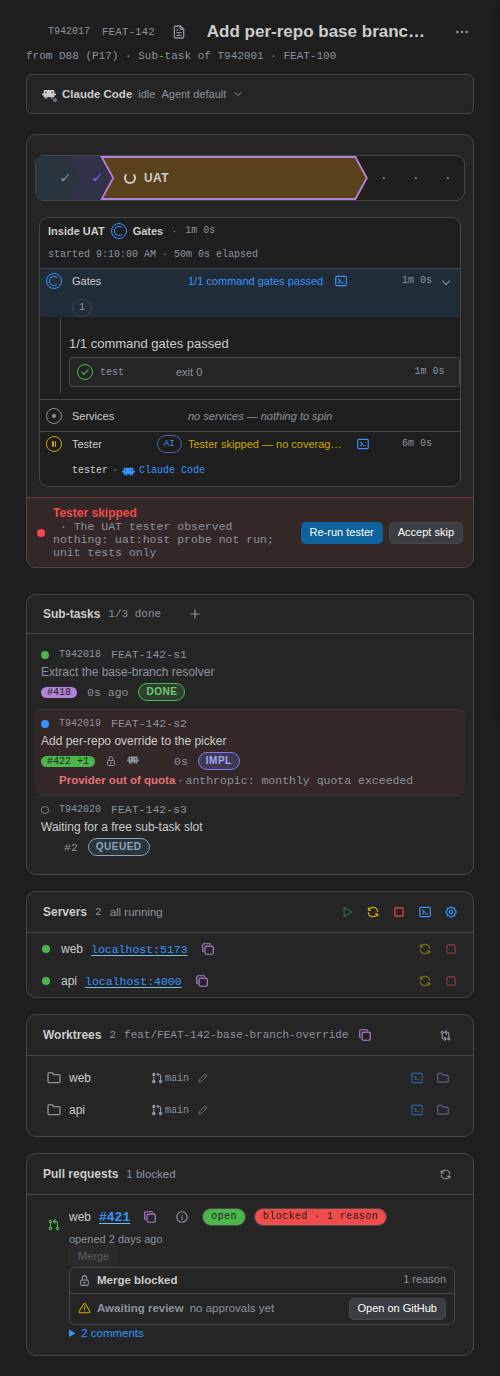 T942017 FEAT-142 Add per-repo base branc… ···
from D88 (P17) · Sub-task of T942001 · FEAT-100
Claude Code idle Agent default
✓ ✓ UAT · · ·
Inside UAT Gates · 1m 0s
started 9:10:00 AM · 50m 0s elapsed
Gates 1/1 command gates passed 1m 0s
1
1/1 command gates passed
test exit 0 1m 0s
Services no services — nothing to spin
Tester AI Tester skipped — no coverag… 6m 0s
tester · Claude Code
Tester skipped
· The UAT tester observed
nothing: uat:host probe not run;
unit tests only
Re-run tester Accept skip
Sub-tasks 1/3 done +
T942018 FEAT-142-s1
Extract the base-branch resolver
#418 0s ago DONE
T942019 FEAT-142-s2
Add per-repo override to the picker
#422 +1 0s IMPL
Provider out of quota · anthropic: monthly quota exceeded
T942020 FEAT-142-s3
Waiting for a free sub-task slot
#2 QUEUED
Servers 2 all running
web localhost:5173
api localhost:4000
Worktrees 2 feat/FEAT-142-base-branch-override
web main
api main
Pull requests 1 blocked
web #421 open blocked · 1 reason
opened 2 days ago
Merge
Merge blocked 1 reason
Awaiting review no approvals yet Open on GitHub
2 comments